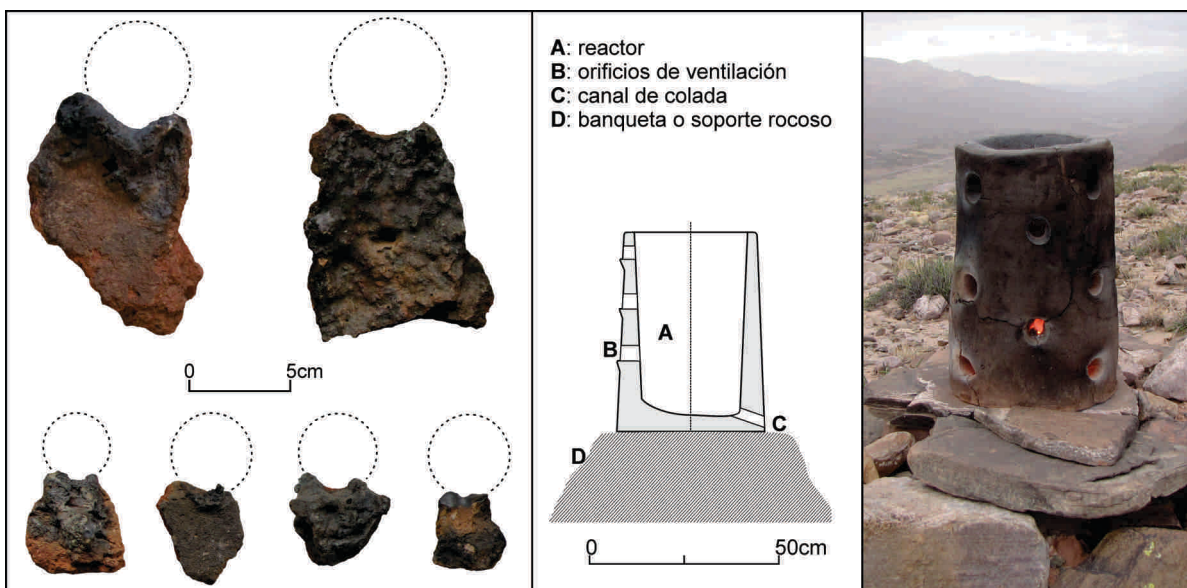 0 5cm
A: reactor
B: orificios de ventilación
C: canal de colada
D: banqueta o soporte rocoso
A
B
C
D
0 50cm